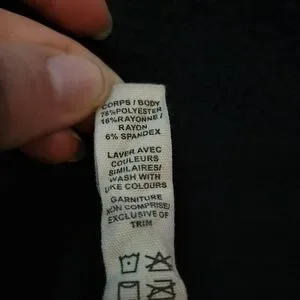 CORPS / BODY
78%POLYESTER
16%RAYONNE /
RAYON
6% SPANDEX
LAVER AVEC
COULEURS
SIMILAIRES/
WASH WITH
LIKE COLOURS
GARNITURE
NON COMPRISE/
EXCLUSIVE OF
TRIM